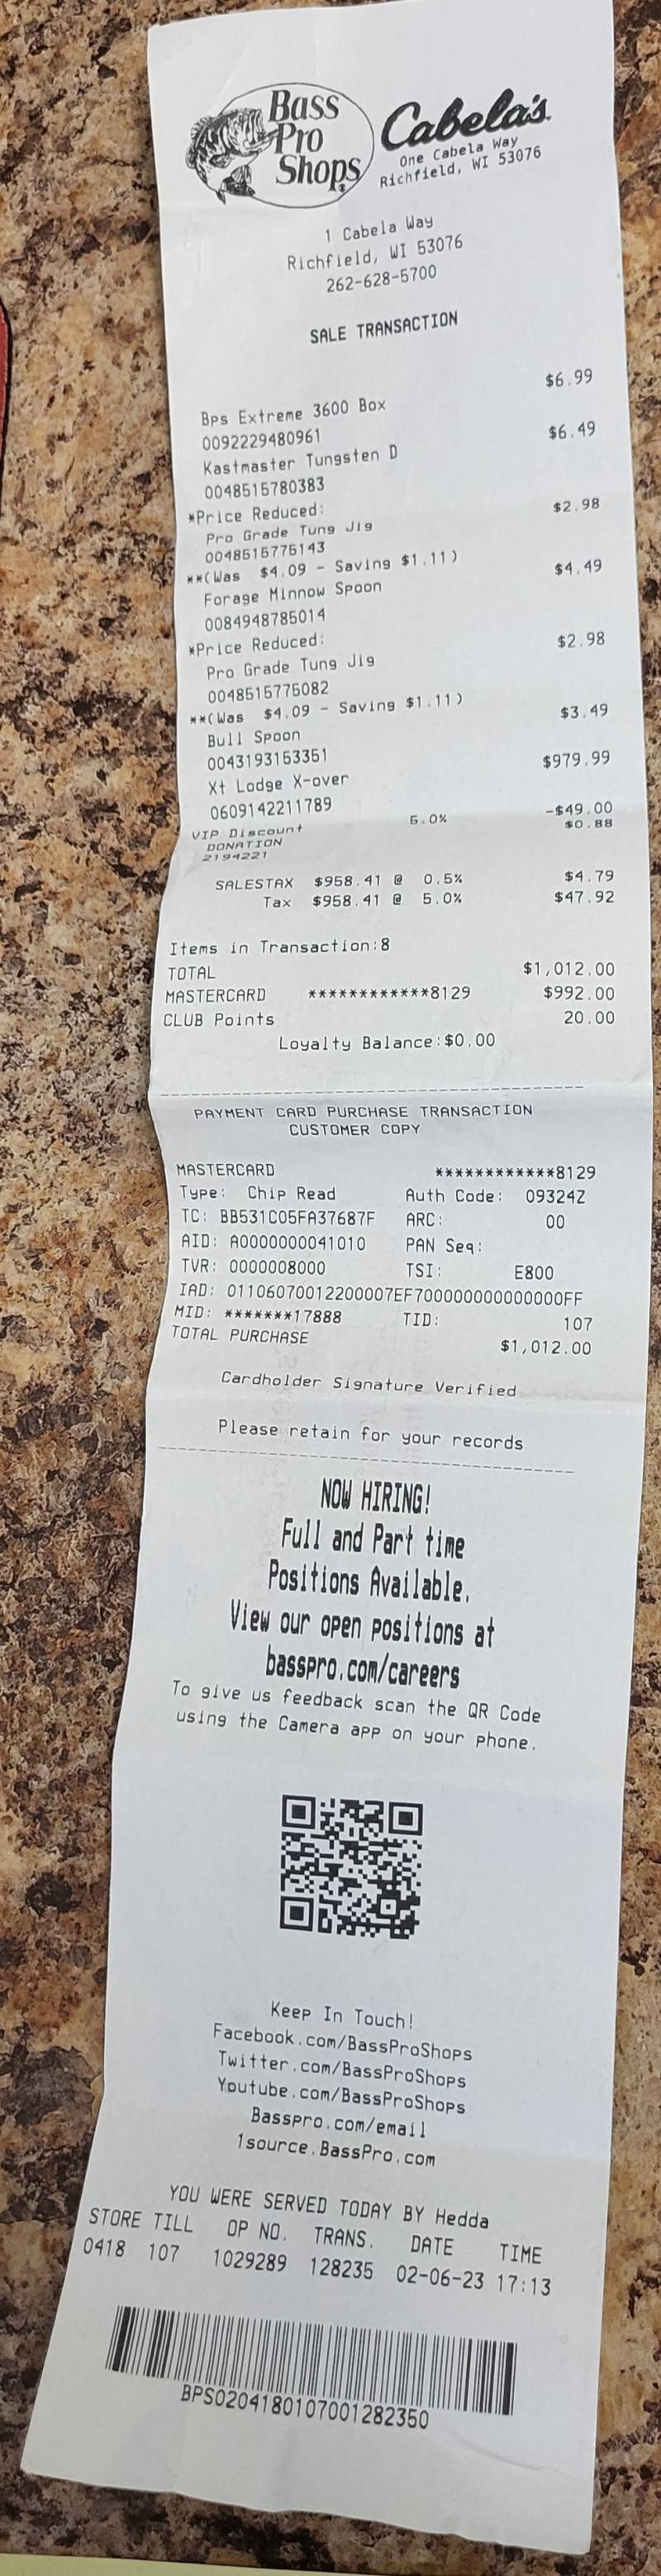 Bass
Pro
Shops
Cabela's
One Cabela Way
Richfield, WI 53076
1 Cabela Way
Richfield, WI 53076
262-628-5700
SALE TRANSACTION
$6.99
Bps Extreme 3600 Box
0092229480961
$6.49
Kastmaster Tungsten D
0048515780383
*Price Reduced:
$2.98
Pro Grade Tung Jig
0048515775143
**(Was $4.09 - Saving $1.11)
$4.49
Forage Minnow Spoon
0084948785014
*Price Reduced:
$2.98
Pro Grade Tung Jig
0048515775082
**(Was $4.09 - Saving $1.11)
$3.49
Bull Spoon
0043193153351
$979.99
Xt Lodge X-over
0609142211789
VIP Discount 5.0% -$49.00
DONATION $0.88
2194221
SALESTAX $958.41 @ 0.5% $4.79
Tax $958.41 @ 5.0% $47.92
Items in Transaction:8
TOTAL $1,012.00
MASTERCARD ************8129 $992.00
CLUB Points 20.00
Loyalty Balance:$0.00
PAYMENT CARD PURCHASE TRANSACTION
CUSTOMER COPY
MASTERCARD ************8129
Type: Chip Read Auth Code: 09324Z
TC: BB531C05FA37687F ARC: 00
AID: A0000000041010 PAN Seq:
TVR: 0000008000 TSI: E800
IAD: 01106070012200007EF700000000000000FF
MID: *******17888 TID: 107
TOTAL PURCHASE $1,012.00
Cardholder Signature Verified
Please retain for your records
NOW HIRING!
Full and Part time
Positions Available.
View our open positions at
basspro.com/careers
To give us feedback scan the QR Code
using the Camera app on your phone.
Keep In Touch!
Facebook.com/BassProShops
Twitter.com/BassProShops
Youtube.com/BassProShops
Basspro.com/email
1source.BassPro.com
YOU WERE SERVED TODAY BY Hedda
STORE TILL OP NO. TRANS. DATE TIME
0418 107 1029289 128235 02-06-23 17:13
BPS0204180107001282350